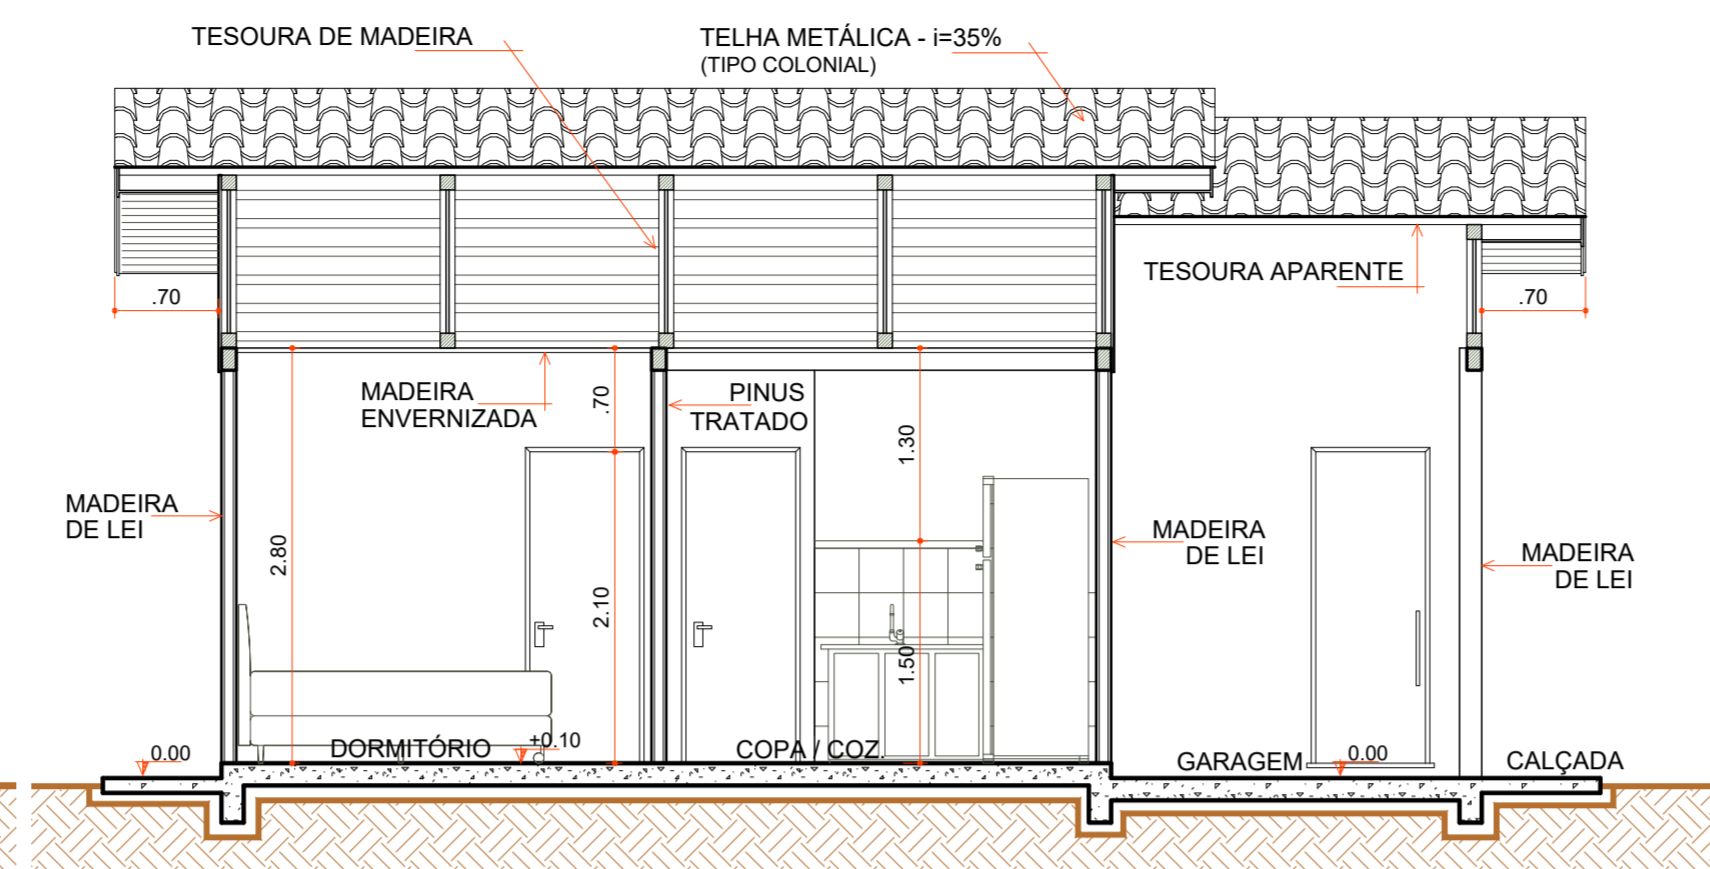 TESOURA DE MADEIRA
TELHA METÁLICA - i=35%
(TIPO COLONIAL)
TESOURA APARENTE
.70
.70
MADEIRA
ENVERNIZADA
.70
PINUS
TRATADO
1.30
MADEIRA
DE LEI
2.80
2.10
1.50
MADEIRA
DE LEI
MADEIRA
DE LEI
0.00
DORMITÓRIO
+0.10
COPA / COZ.
GARAGEM
0.00
CALÇADA